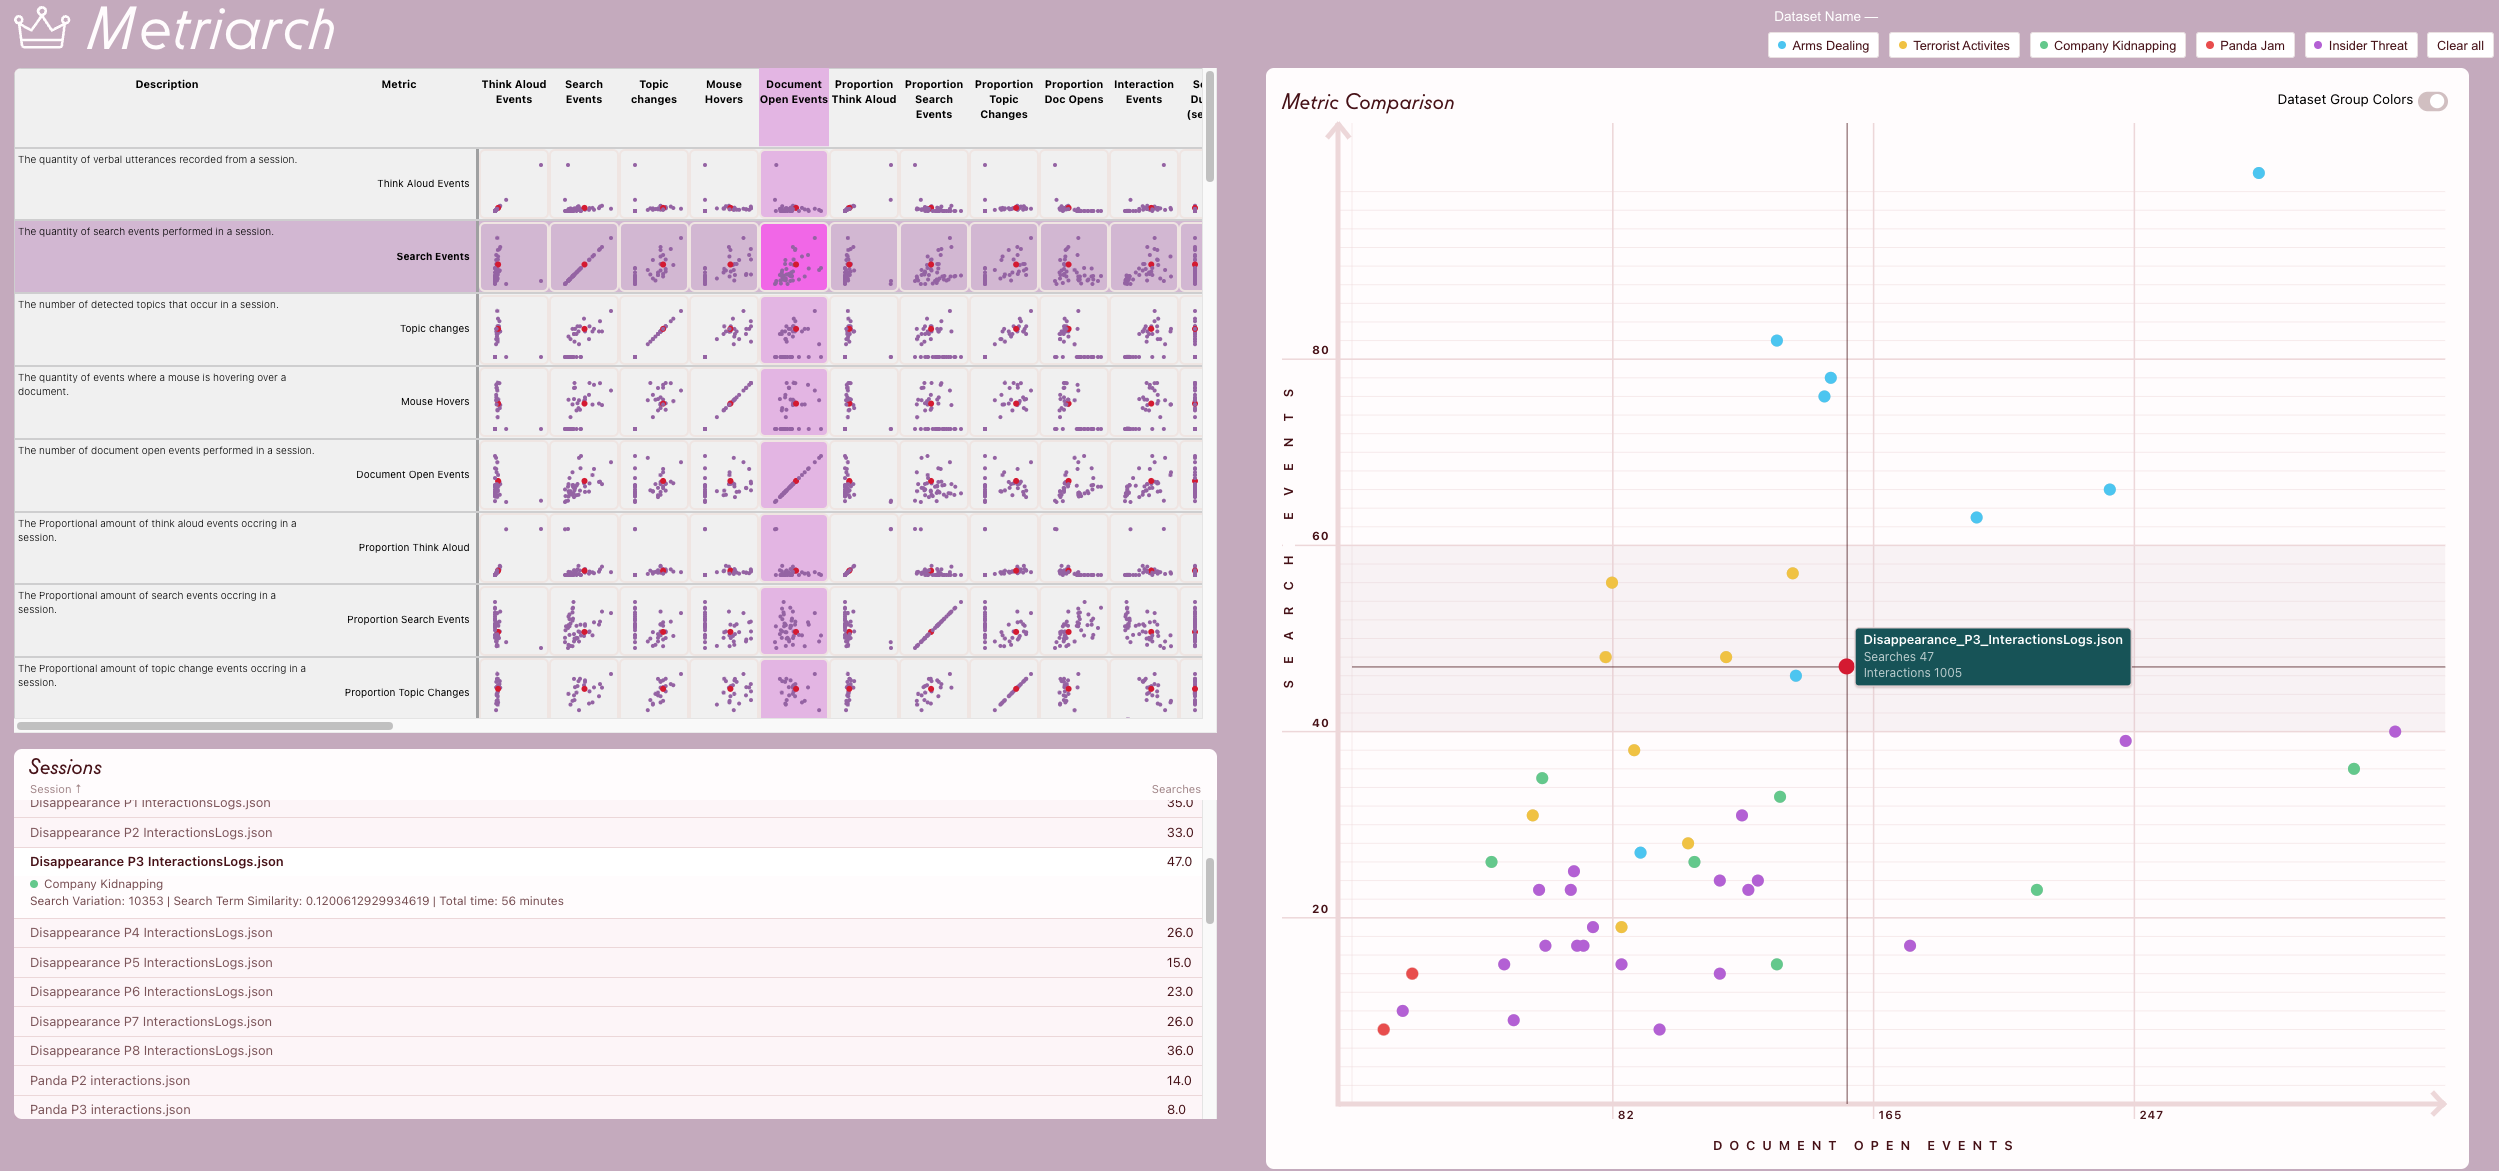 Metriarch
Dataset Name —
Arms Dealing
Terrorist Activites
Company Kidnapping
Panda Jam
Insider Threat
Clear all
Description
Metric
Think Aloud Events
Search Events
Topic changes
Mouse Hovers
Document Open Events
Proportion Think Aloud
Proportion Search Events
Proportion Topic Changes
Proportion Doc Opens
Interaction Events
The quantity of verbal utterances recorded from a session.
Think Aloud Events
The quantity of search events performed in a session.
Search Events
The number of detected topics that occur in a session.
Topic changes
The quantity of events where a mouse is hovering over a
document.
Mouse Hovers
The number of document open events performed in a session.
Document Open Events
The Proportional amount of think aloud events occring in a
session.
Proportion Think Aloud
The Proportional amount of search events occring in a
session.
Proportion Search Events
The Proportional amount of topic change events occring in a
session.
Proportion Topic Changes
Sessions
Session ↑
Searches
Disappearance P1 InteractionsLogs.json
35.0
Disappearance P2 InteractionsLogs.json
33.0
Disappearance P3 InteractionsLogs.json
47.0
Company Kidnapping
Search Variation: 10353 | Search Term Similarity: 0.1200612929934619 | Total time: 56 minutes
Disappearance P4 InteractionsLogs.json
26.0
Disappearance P5 InteractionsLogs.json
15.0
Disappearance P6 InteractionsLogs.json
23.0
Disappearance P7 InteractionsLogs.json
26.0
Disappearance P8 InteractionsLogs.json
36.0
Panda P2 interactions.json
14.0
Panda P3 interactions.json
8.0
Metric Comparison
Dataset Group Colors
SEARCH EVENTS
80
60
40
20
Disappearance_P3_InteractionsLogs.json
Searches 47
Interactions 1005
82
165
247
DOCUMENT OPEN EVENTS